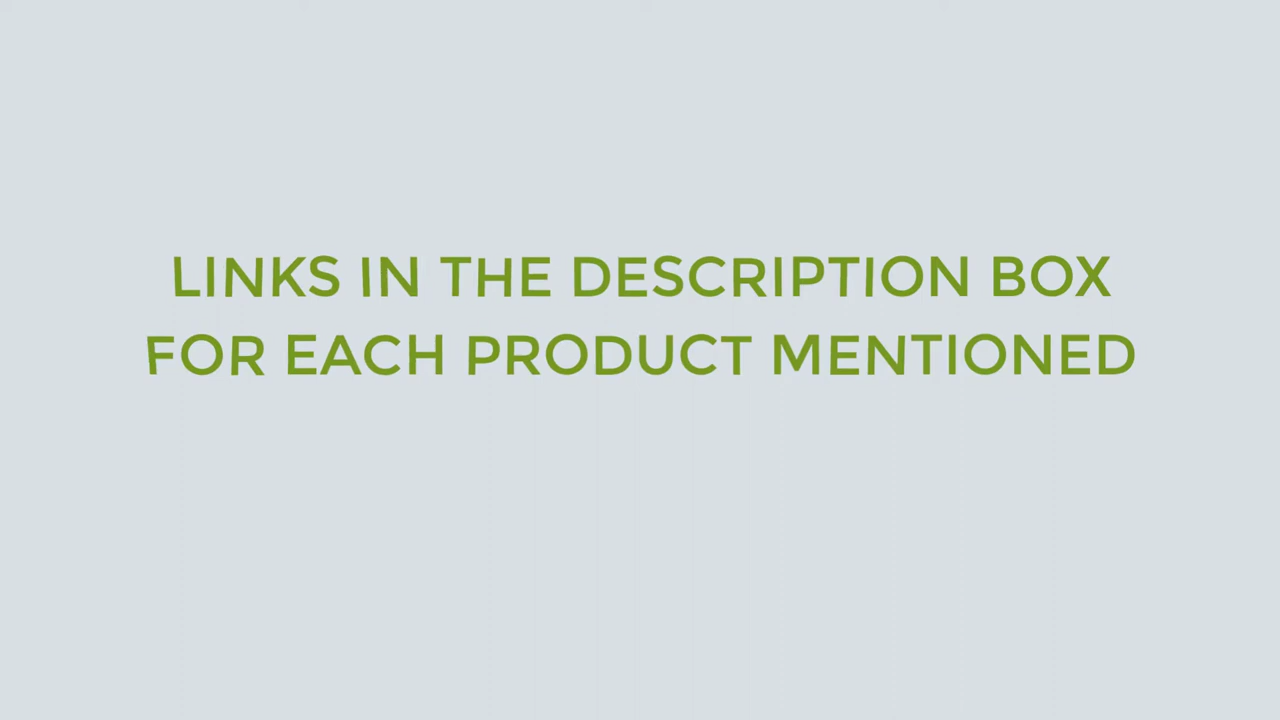 LINKS IN THE DESCRIPTION BOX
FOR EACH PRODUCT MENTIONED